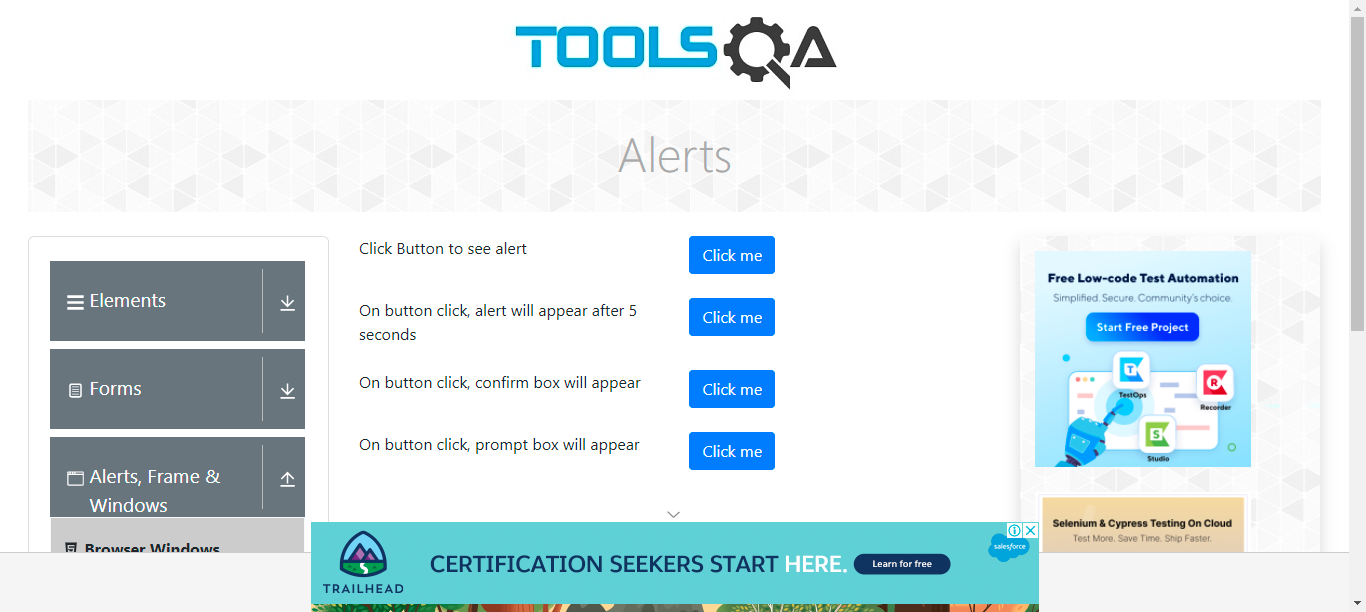 TOOLSQA
Alerts
Elements
Forms
Alerts, Frame &
Windows
Browser Windows
Click Button to see alert
Click me
On button click, alert will appear after 5
seconds
Click me
On button click, confirm box will appear
Click me
On button click, prompt box will appear
Click me
Free Low-code Test Automation
Simplified. Secure. Community's choice.
Start Free Project
TestOps
Recorder
Studio
Selenium & Cypress Testing On Cloud
Test More. Save Time. Ship Faster.
TRAILHEAD
CERTIFICATION SEEKERS START HERE.
Learn for free
salesforce